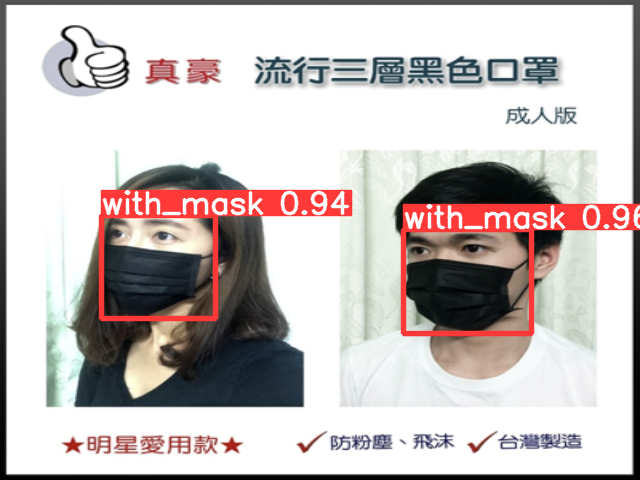 真豪 流行三層黑色口罩
成人版
with_mask 0.94
with_mask 0.96
★明星愛用款★ ✓防粉塵、飛沫 ✓台灣製造